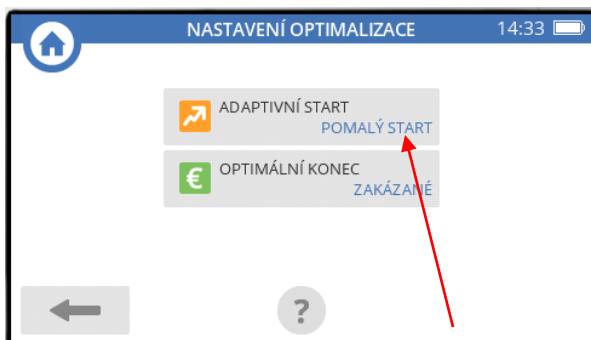 NASTAVENÍ OPTIMALIZACE 14:33
ADAPTIVNÍ START
POMALÝ START
OPTIMÁLNÍ KONEC
ZAKÁZANÉ
€
?